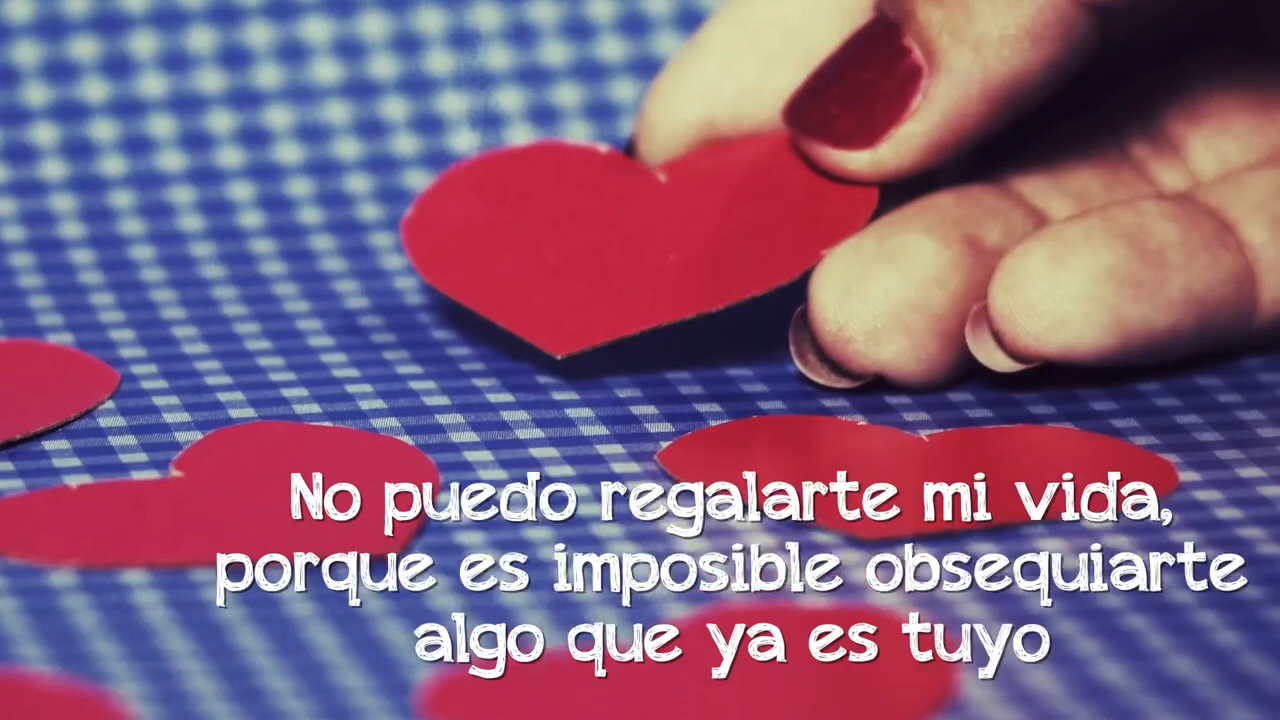 No puedo regalarte mi vida,
porque es imposible obsequiarte
algo que ya es tuyo